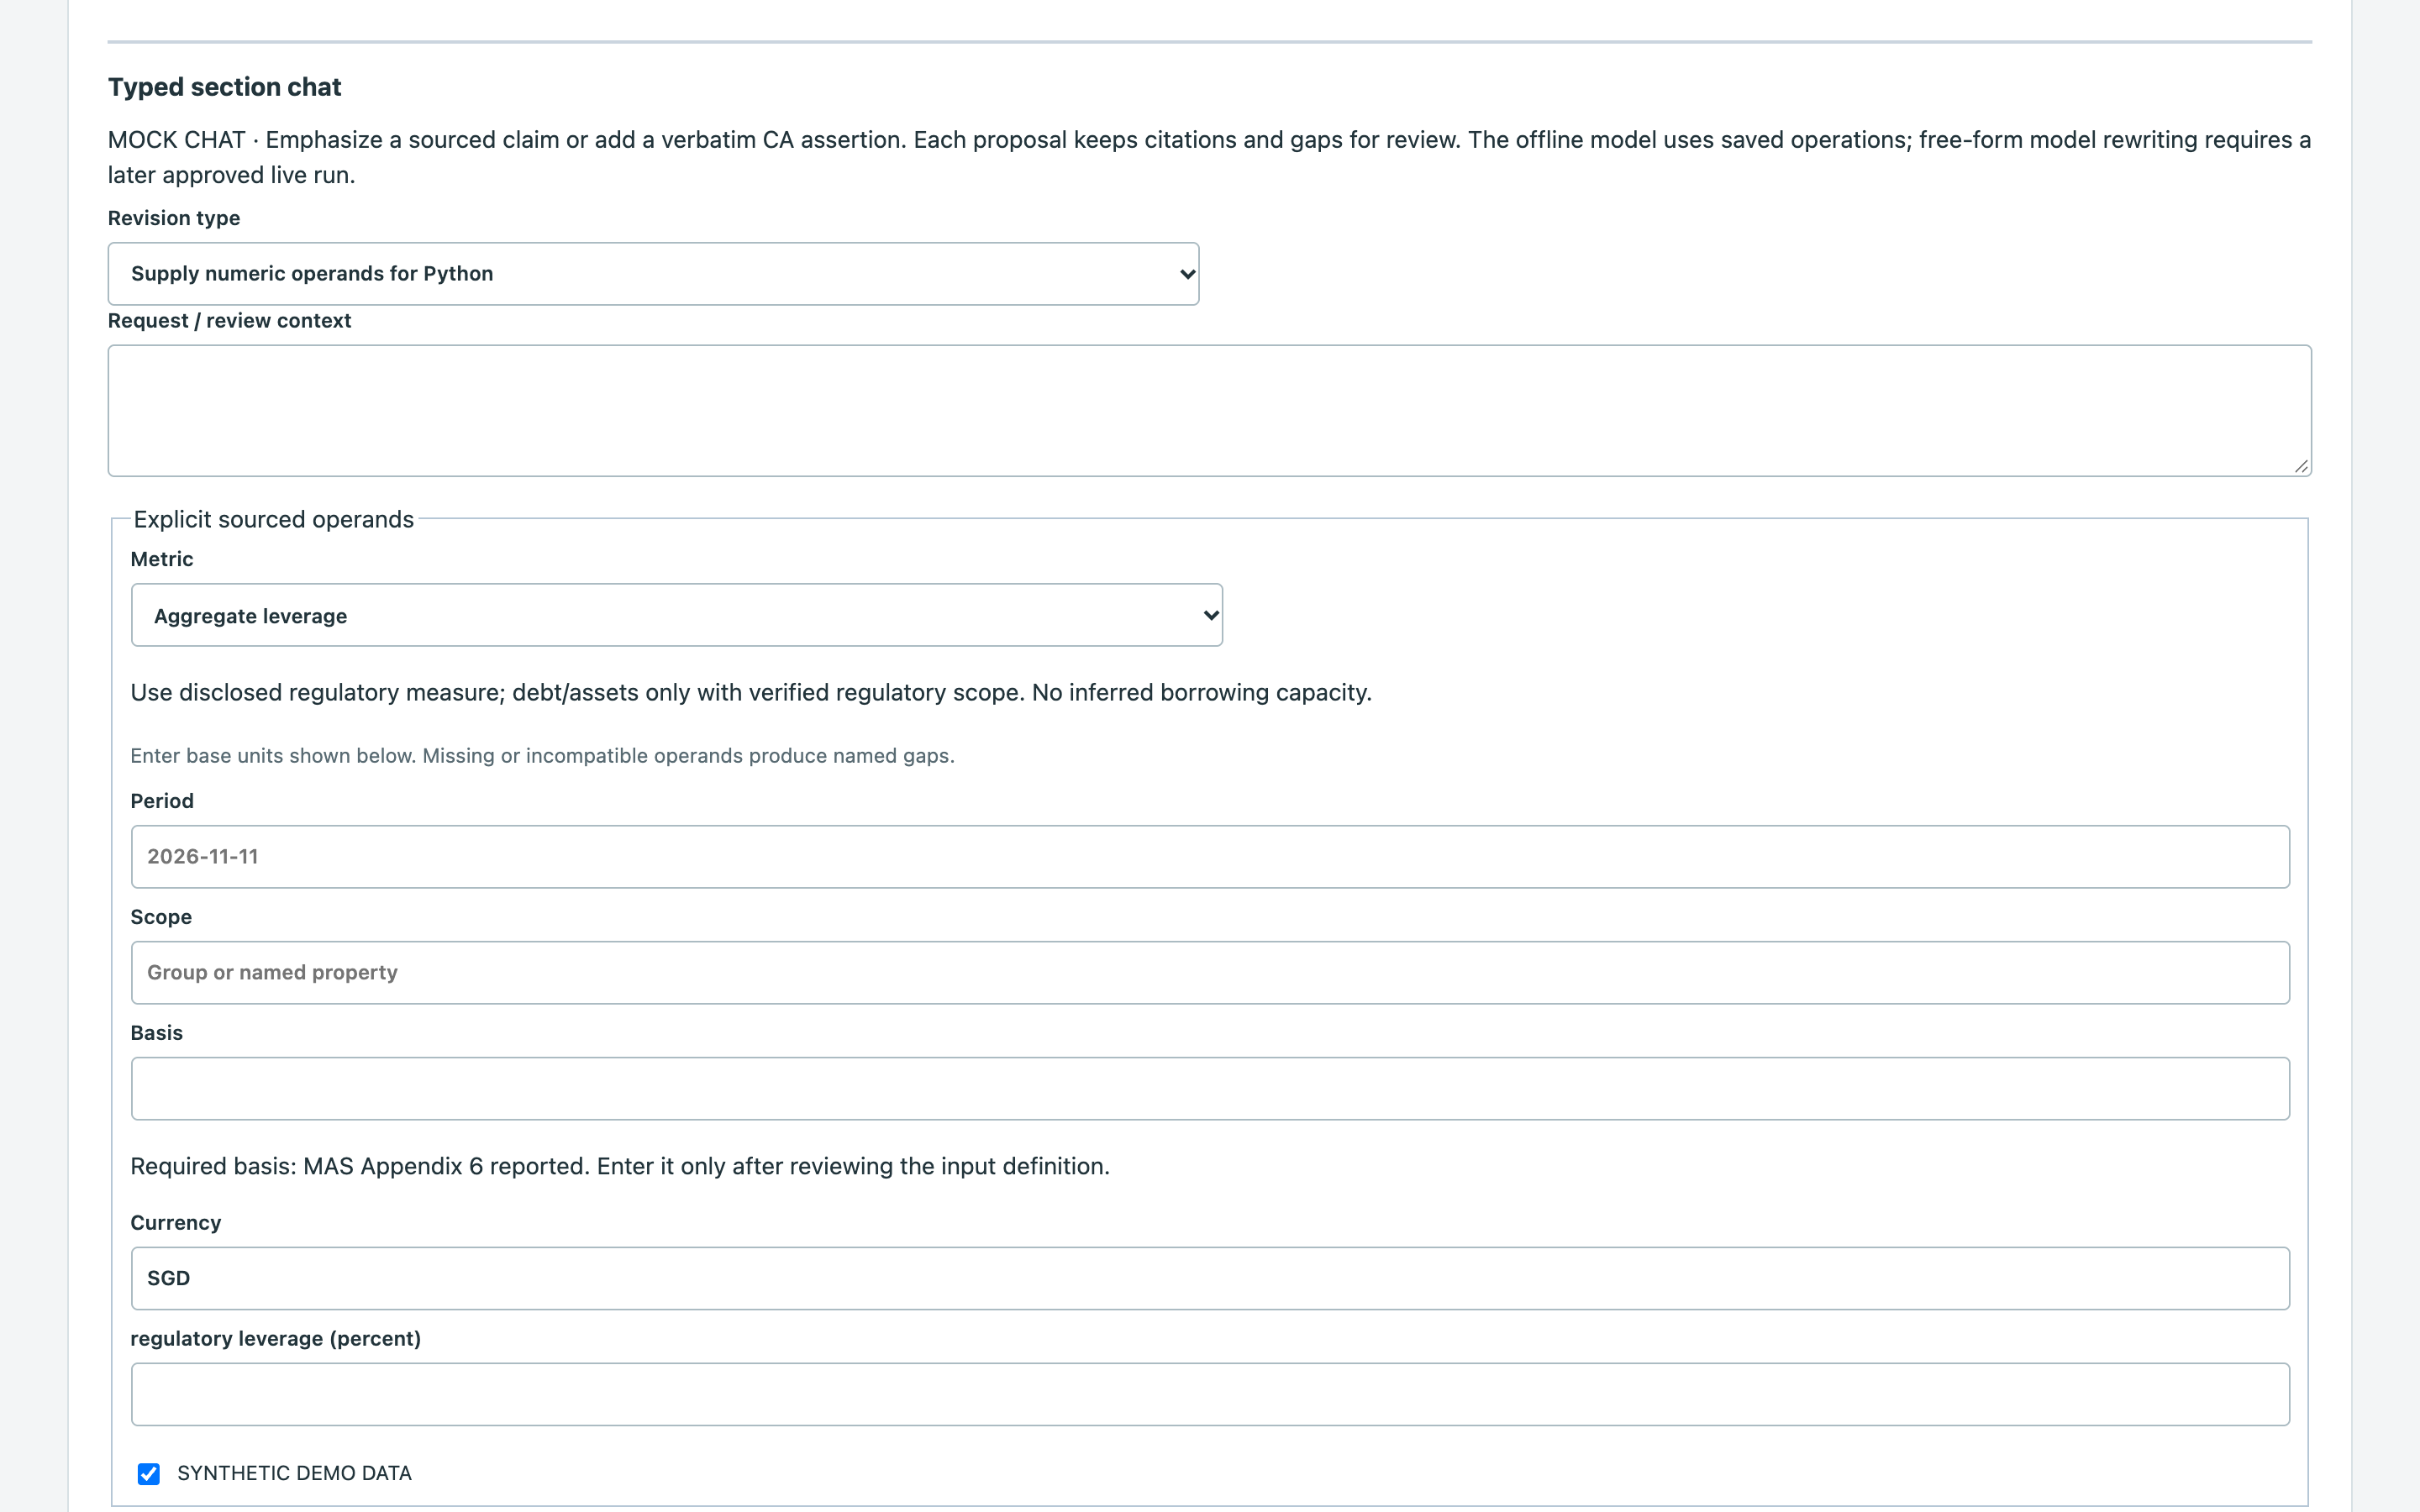 Typed section chat
MOCK CHAT · Emphasize a sourced claim or add a verbatim CA assertion. Each proposal keeps citations and gaps for review. The offline model uses saved operations; free-form model rewriting requires a
later approved live run.
Revision type
Supply numeric operands for Python
Request / review context
Explicit sourced operands
Metric
Aggregate leverage
Use disclosed regulatory measure; debt/assets only with verified regulatory scope. No inferred borrowing capacity.
Enter base units shown below. Missing or incompatible operands produce named gaps.
Period
2026-11-11
Scope
Group or named property
Basis
Required basis: MAS Appendix 6 reported. Enter it only after reviewing the input definition.
Currency
SGD
regulatory leverage (percent)
SYNTHETIC DEMO DATA